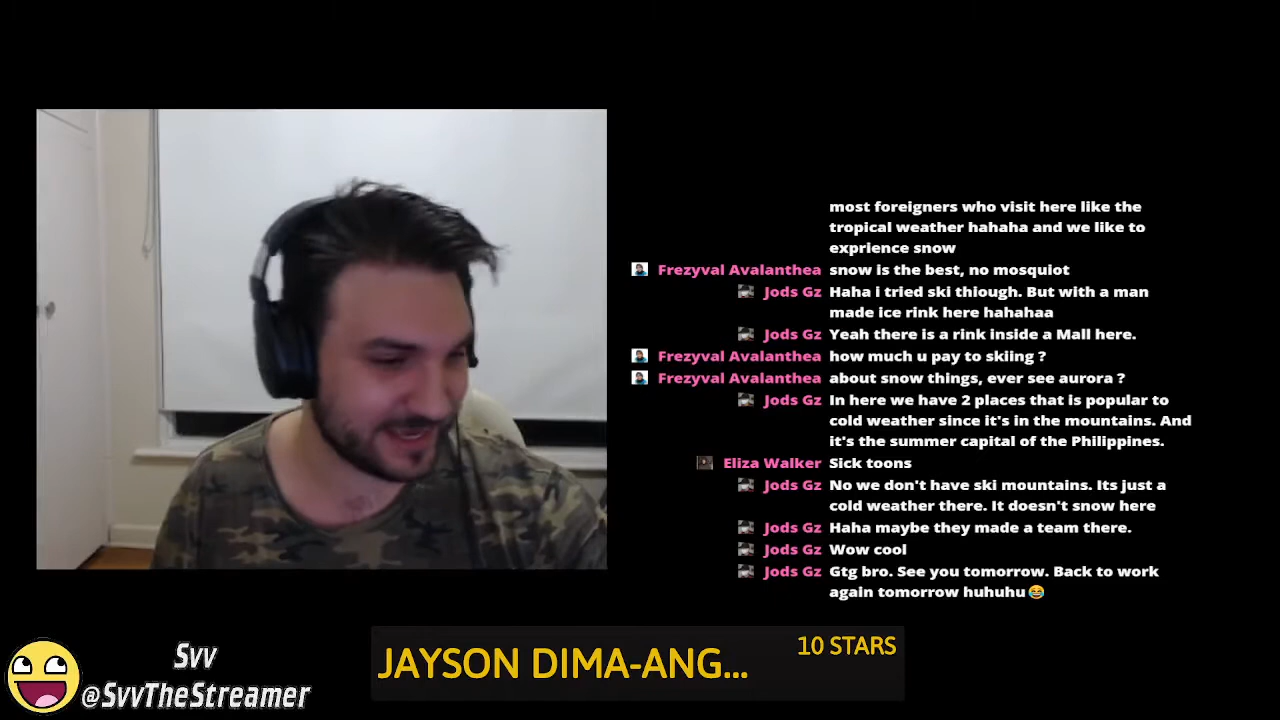 most foreigners who visit here like the
tropical weather hahaha and we like to
exprience snow
Frezyval Avalanthea snow is the best, no mosquiot
Jods Gz Haha i tried ski thiough. But with a man
made ice rink here hahahaa
Jods Gz Yeah there is a rink inside a Mall here.
Frezyval Avalanthea how much u pay to skiing ?
Frezyval Avalanthea about snow things, ever see aurora ?
Jods Gz In here we have 2 places that is popular to
cold weather since it's in the mountains. And
it's the summer capital of the Philippines.
Eliza Walker Sick toons
Jods Gz No we don't have ski mountains. Its just a
cold weather there. It doesn't snow here
Jods Gz Haha maybe they made a team there.
Jods Gz Wow cool
Jods Gz Gtg bro. See you tomorrow. Back to work
again tomorrow huhuhu 😂
Svv
@SvvTheStreamer
JAYSON DIMA-ANG...
10 STARS